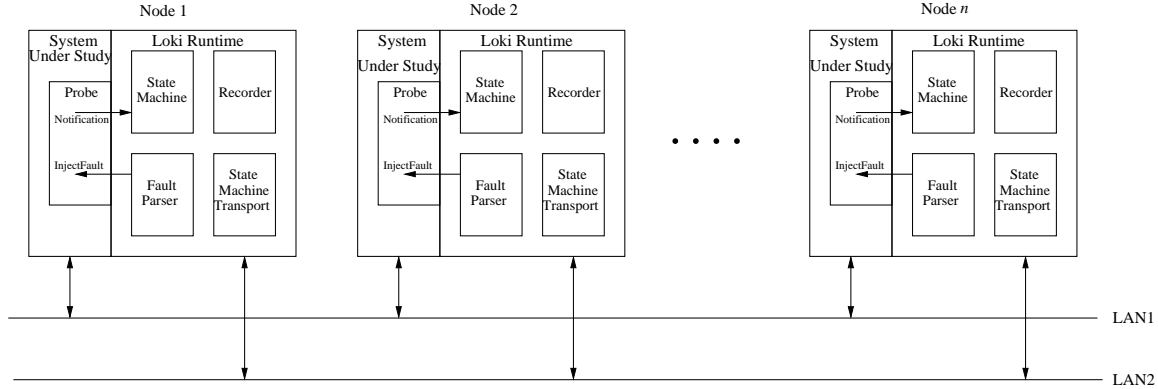 Node 1
System
Under Study
Loki Runtime
Probe
Notification
InjectFault
State
Machine
Recorder
Fault
Parser
State
Machine
Transport
Node 2
System
Under Study
Loki Runtime
Probe
Notification
InjectFault
State
Machine
Recorder
Fault
Parser
State
Machine
Transport
Node n
System
Under Study
Loki Runtime
Probe
Notification
InjectFault
State
Machine
Recorder
Fault
Parser
State
Machine
Transport
LAN1
LAN2